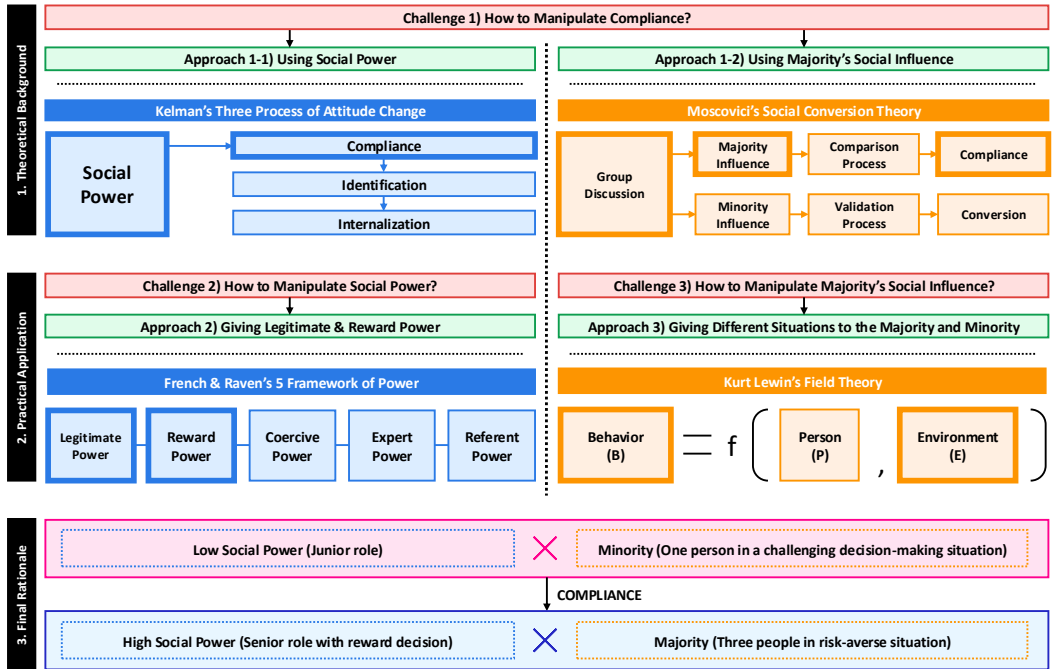 1. Theoretical Background
Challenge 1) How to Manipulate Compliance?
Approach 1-1) Using Social Power
Kelman's Three Process of Attitude Change
Social
Power
Compliance
Identification
Internalization
Approach 1-2) Using Majority's Social Influence
Moscovici's Social Conversion Theory
Group
Discussion
Majority
Influence
Comparison
Process
Compliance
Minority
Influence
Validation
Process
Conversion
2. Practical Application
Challenge 2) How to Manipulate Social Power?
Approach 2) Giving Legitimate & Reward Power
French & Raven's 5 Framework of Power
Legitimate
Power
Reward
Power
Coercive
Power
Expert
Power
Referent
Power
Challenge 3) How to Manipulate Majority's Social Influence?
Approach 3) Giving Different Situations to the Majority and Minority
Kurt Lewin's Field Theory
Behavior
(B)
= f (
Person
(P)
,
Environment
(E)
)
3. Final Rationale
Low Social Power (Junior role)
Minority (One person in a challenging decision-making situation)
COMPLIANCE
High Social Power (Senior role with reward decision)
Majority (Three people in risk-averse situation)